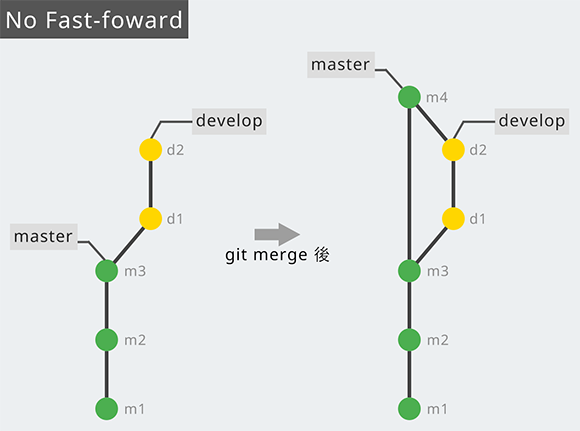 No Fast-foward
master
m4
develop
develop
d2
d2
d1
d1
master
git merge 後
m3
m3
m2
m2
m1
m1